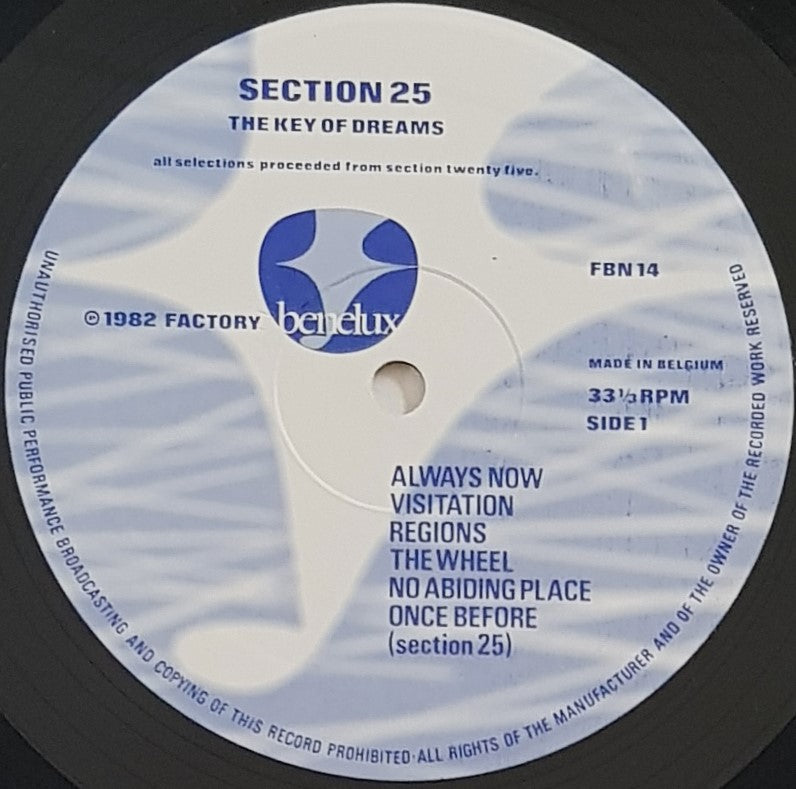 SECTION 25
THE KEY OF DREAMS
all selections proceeded from section twenty five.
FBN 14
℗1982 FACTORY benelux
MADE IN BELGIUM
33⅓ RPM
SIDE 1
ALWAYS NOW
VISITATION
REGIONS
THE WHEEL
NO ABIDING PLACE
ONCE BEFORE
(section 25)
UNAUTHORISED PUBLIC PERFORMANCE BROADCASTING AND COPYING OF THIS RECORD PROHIBITED·ALL RIGHTS OF THE MANUFACTURER AND OF THE OWNER OF THE RECORDED WORK RESERVED